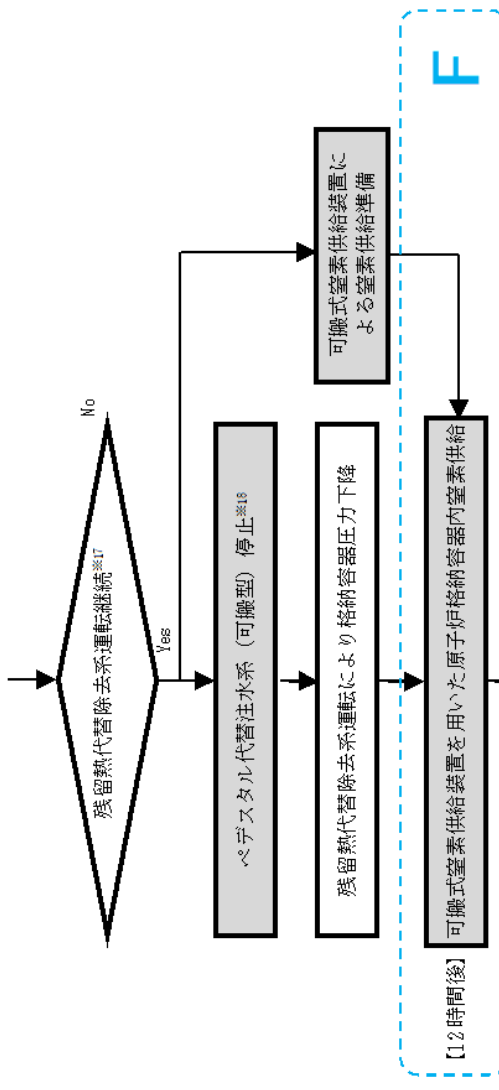 残留熱代替除去系運転継続※17
No
Yes
ペデスタル代替注水系（可搬型）停止※18
可搬式窒素供給装置に
よる窒素供給準備
残留熱代替除去系運転により格納容器圧力下降
F
【12時間後】
可搬式窒素供給装置を用いた原子炉格納容器内窒素供給